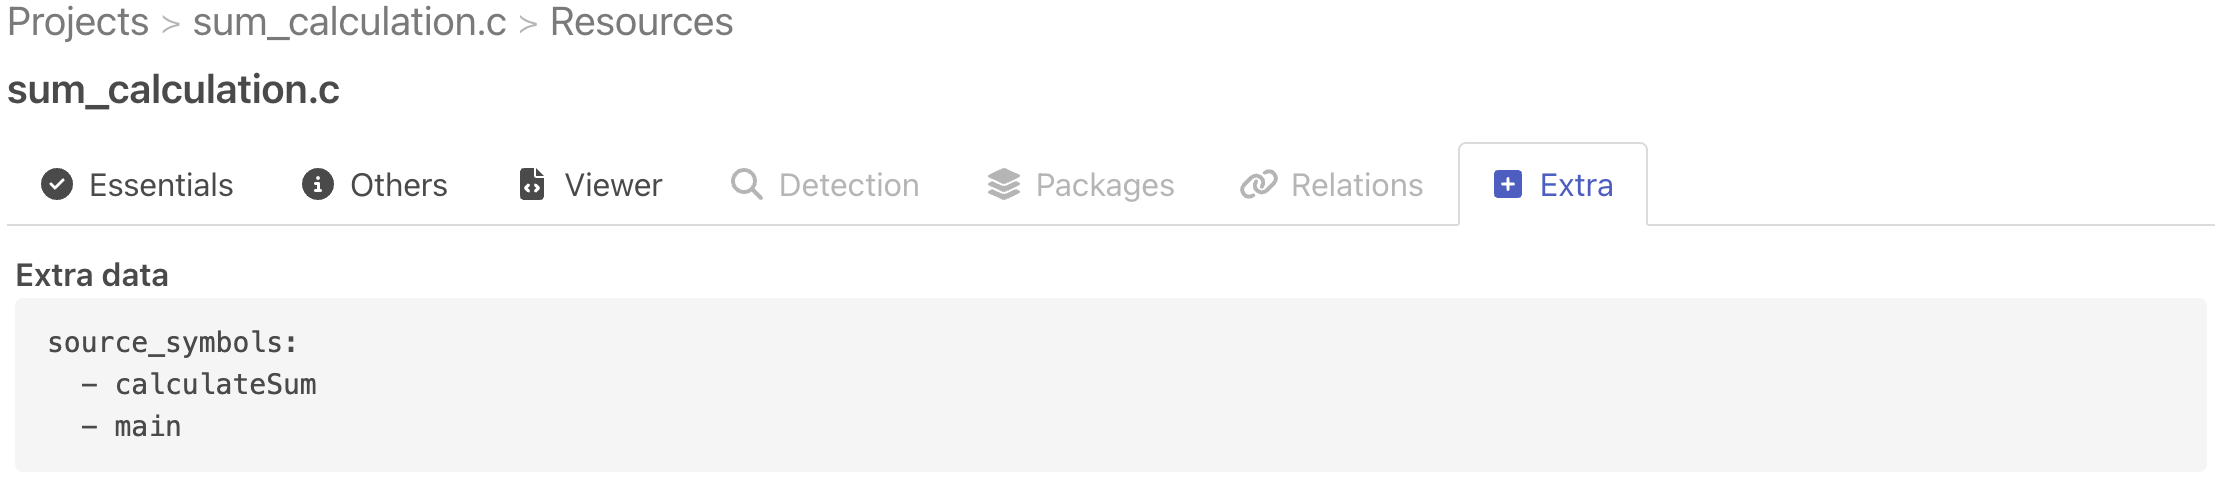 Projects > sum_calculation.c > Resources
sum_calculation.c
Essentials Others Viewer Detection Packages Relations Extra
Extra data
source_symbols:
  - calculateSum
  - main